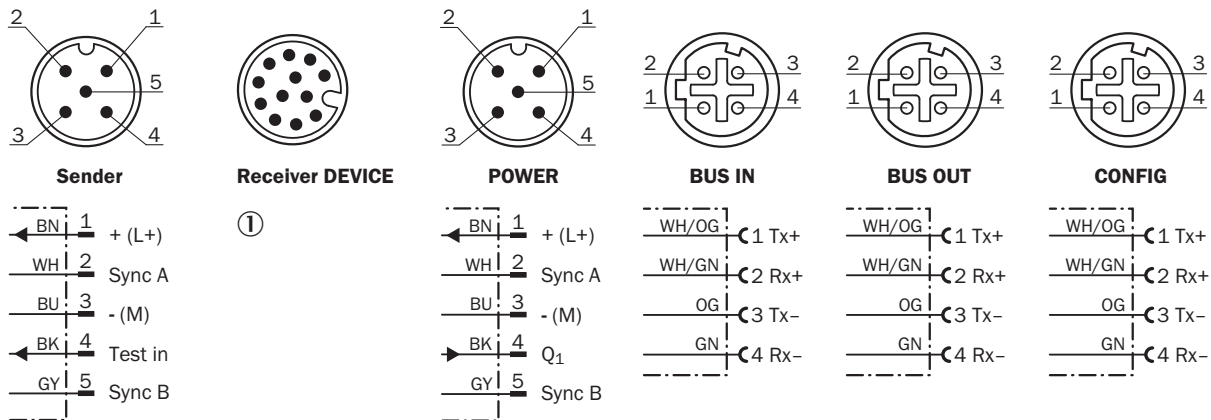 2 1
5
3 4
Sender
BN 1 + (L+)
WH 2 Sync A
BU 3 - (M)
BK 4 Test in
GY 5 Sync B
Receiver DEVICE
①
2 1
5
3 4
POWER
BN 1 + (L+)
WH 2 Sync A
BU 3 - (M)
BK 4 Q₁
GY 5 Sync B
2 3
1 4
BUS IN
WH/OG 1 Tx+
WH/GN 2 Rx+
OG 3 Tx–
GN 4 Rx–
2 3
1 4
BUS OUT
WH/OG 1 Tx+
WH/GN 2 Rx+
OG 3 Tx–
GN 4 Rx–
2 3
1 4
CONFIG
WH/OG 1 Tx+
WH/GN 2 Rx+
OG 3 Tx–
GN 4 Rx–